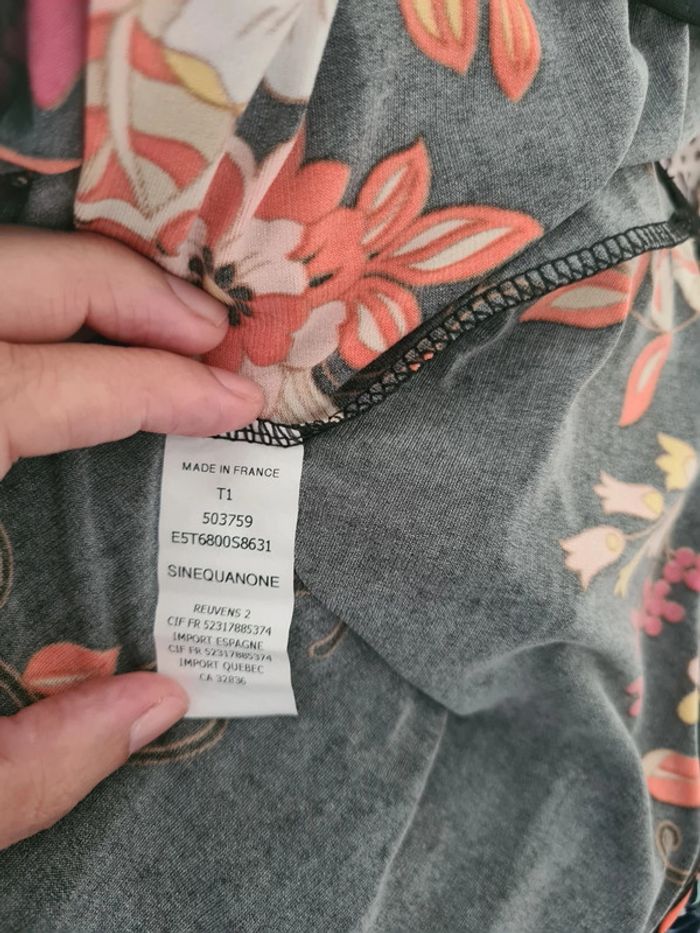 MADE IN FRANCE
T1
503759
E5T6800S8631
SINEQUANONE
REUVENS 2
CIF FR 52317885374
IMPORT ESPAGNE
CIF FR 52317885374
IMPORT QUEBEC
CA 32836